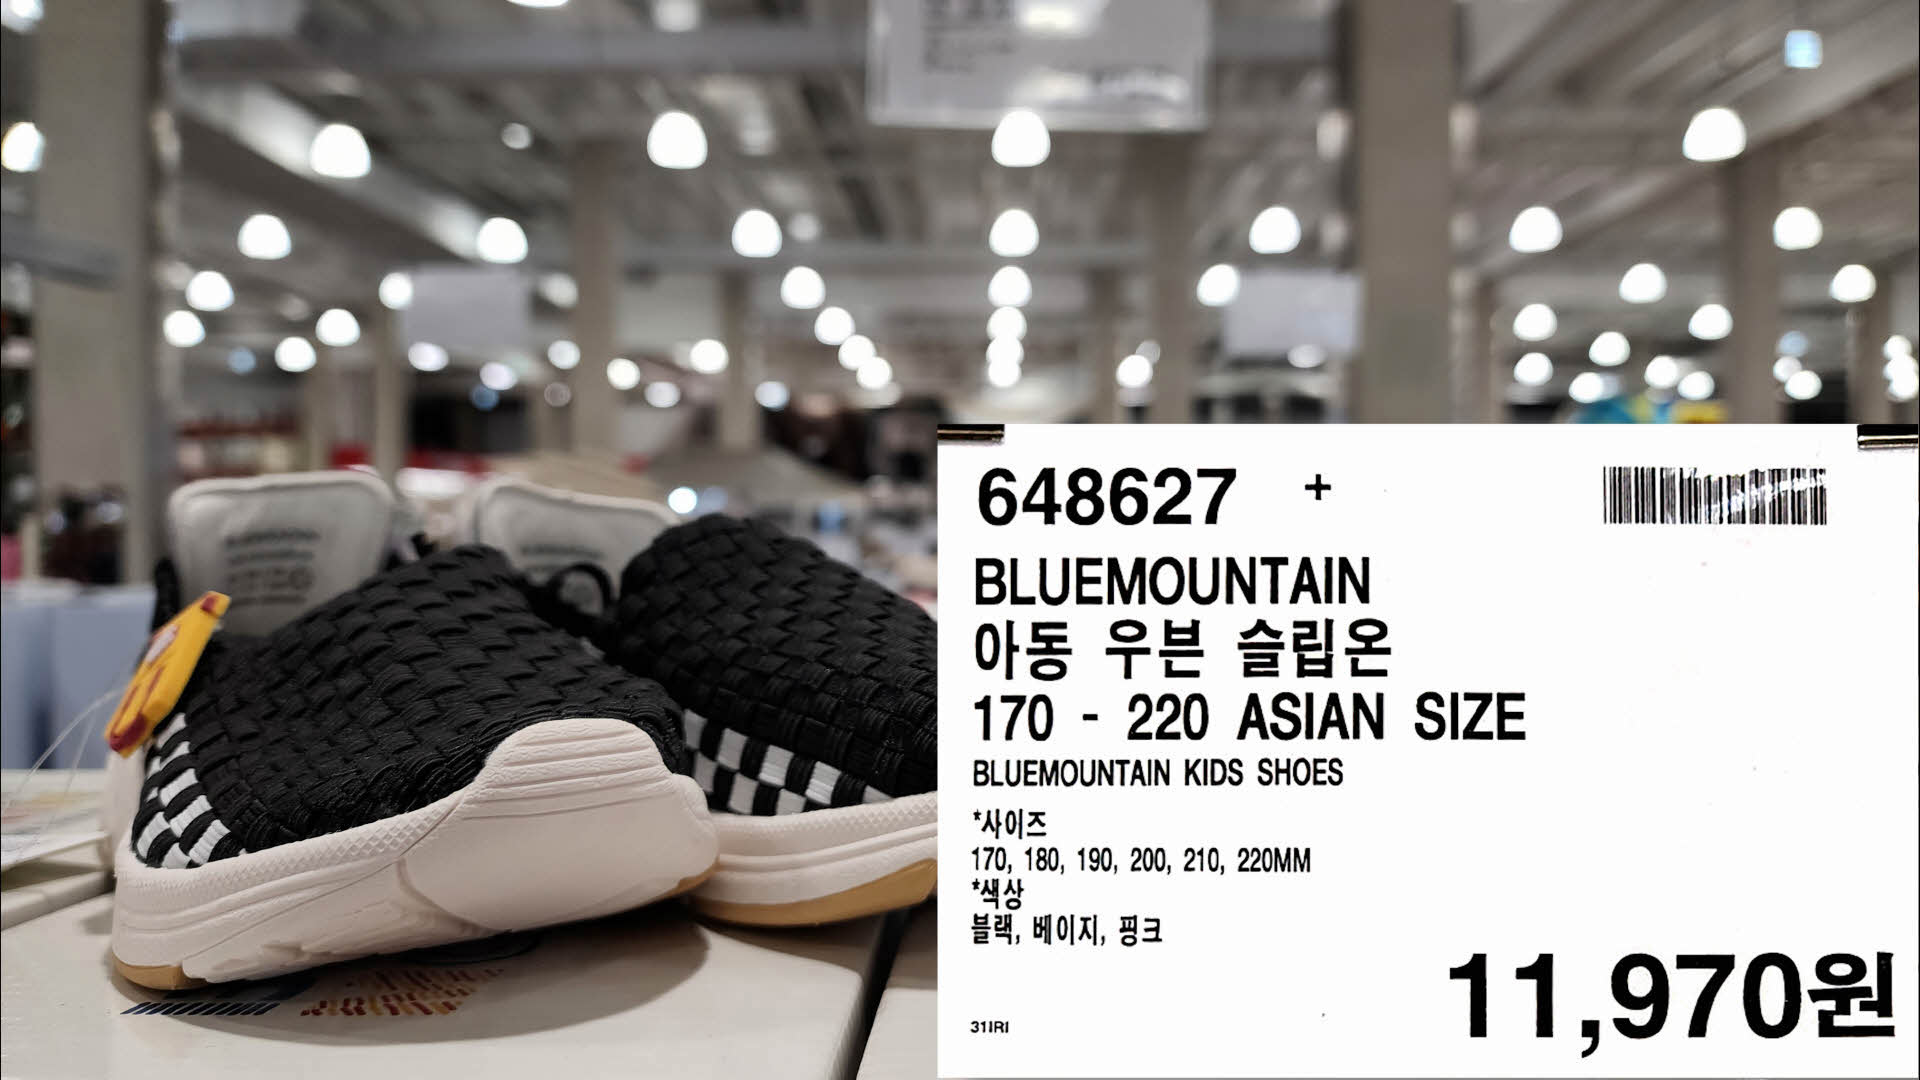 648627 +
BLUEMOUNTAIN
아동 우븐 슬립온
170 - 220 ASIAN SIZE
BLUEMOUNTAIN KIDS SHOES
*사이즈
170, 180, 190, 200, 210, 220MM
*색상
블랙, 베이지, 핑크
11,970원
31IRI